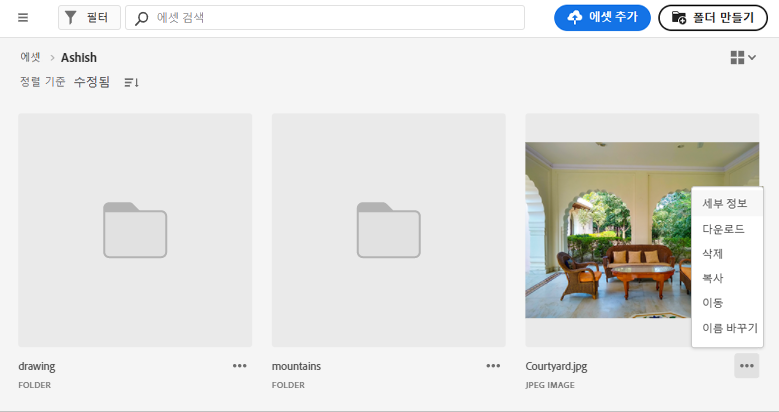 필터
에셋 검색
에셋 추가
폴더 만들기
에셋 > Ashish
정렬 기준 수정됨
세부 정보
다운로드
삭제
복사
이동
이름 바꾸기
drawing
FOLDER
mountains
FOLDER
Courtyard.jpg
JPEG IMAGE